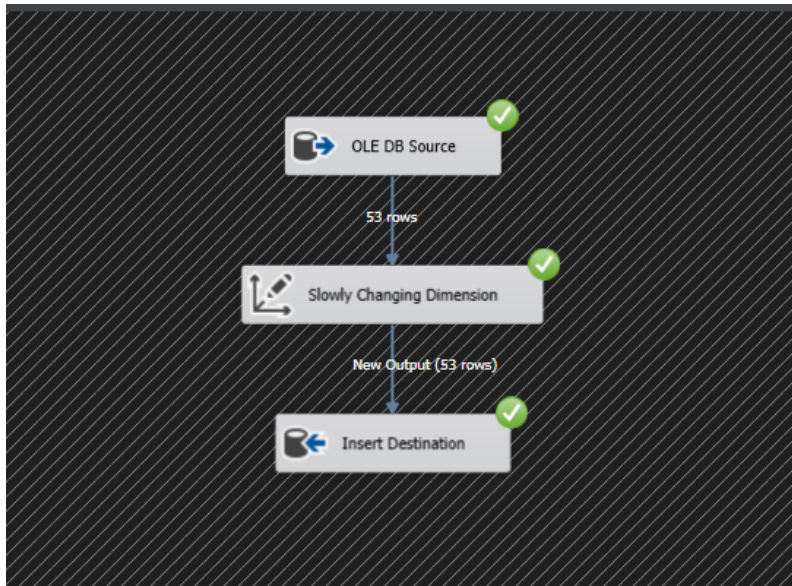 OLE DB Source
53 rows
Slowly Changing Dimension
New Output (53 rows)
Insert Destination